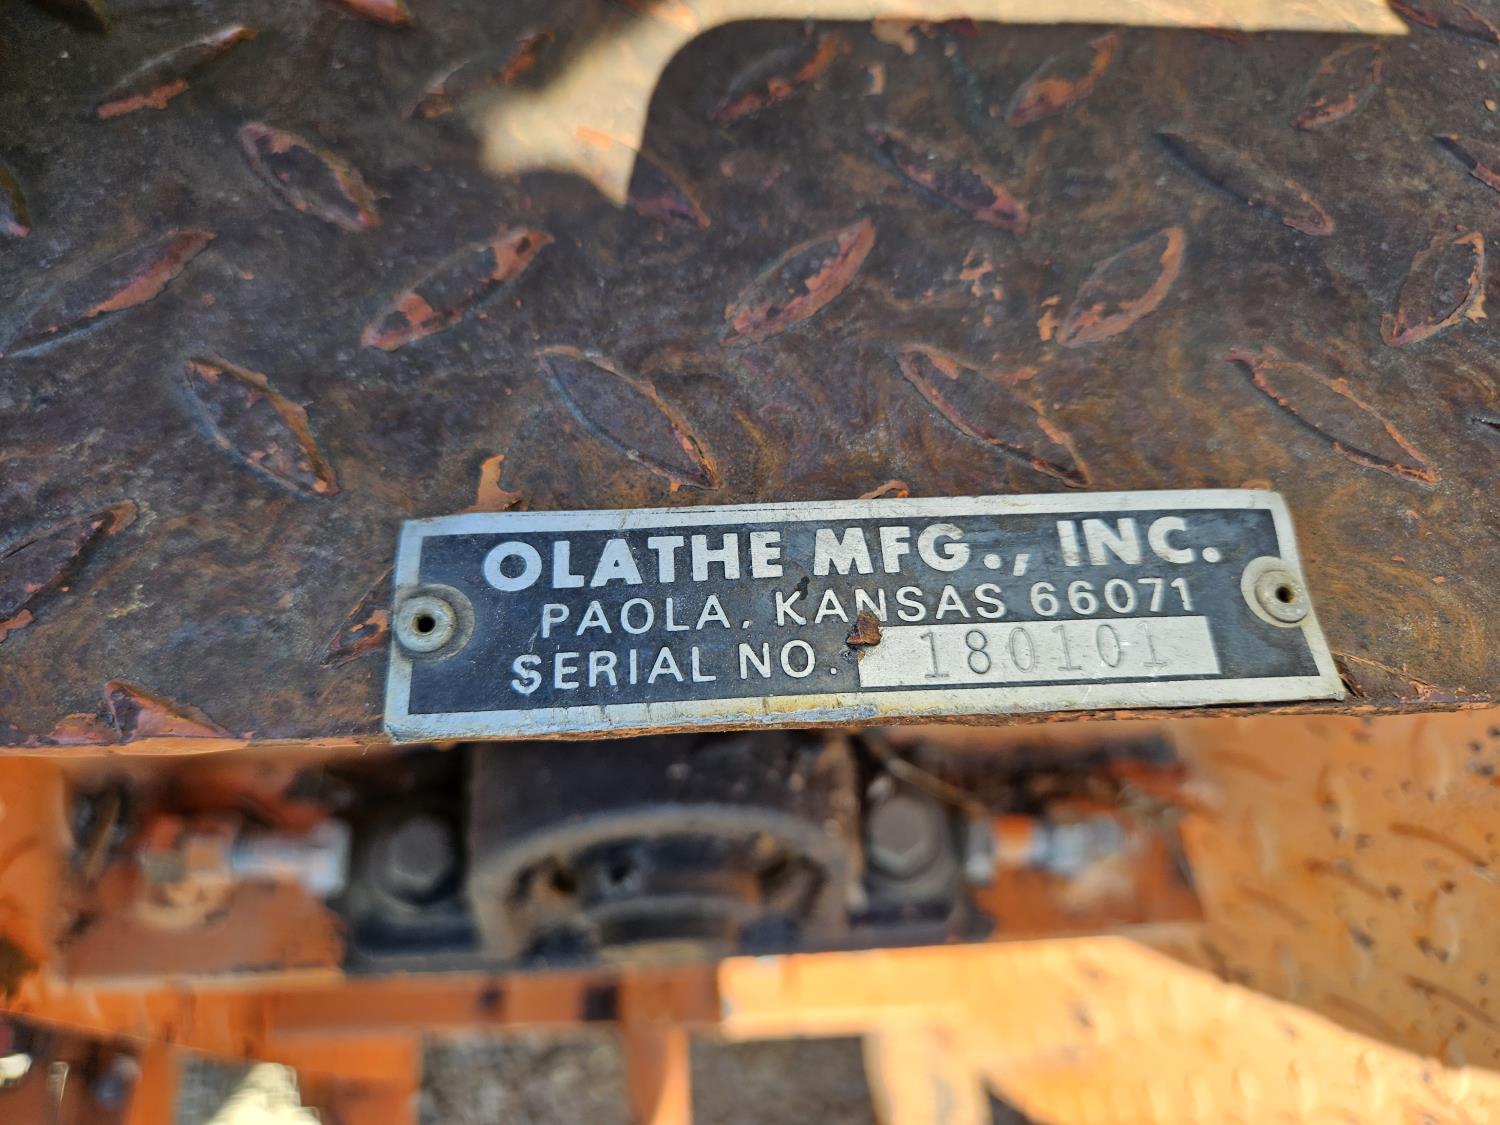 OLATHE MFG., INC.
PAOLA, KANSAS 66071
SERIAL NO. 180101